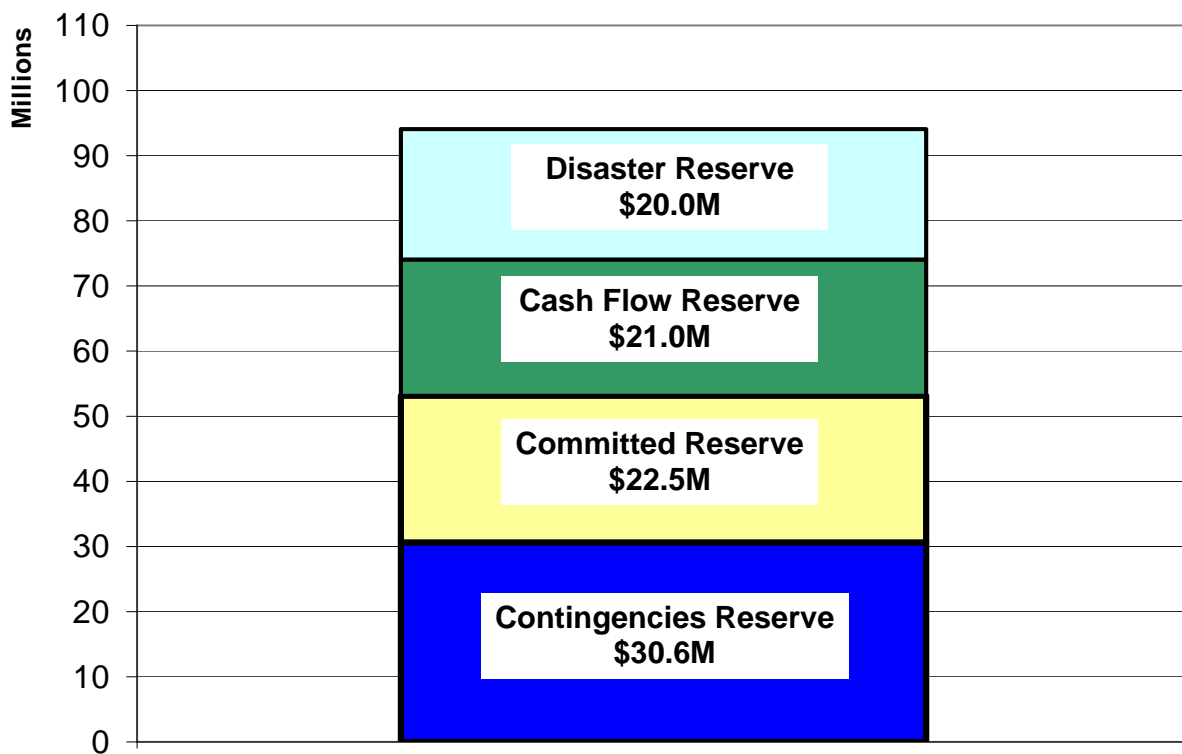 Millions
110
100
90
80
70
60
50
40
30
20
10
0
Disaster Reserve
$20.0M
Cash Flow Reserve
$21.0M
Committed Reserve
$22.5M
Contingencies Reserve
$30.6M